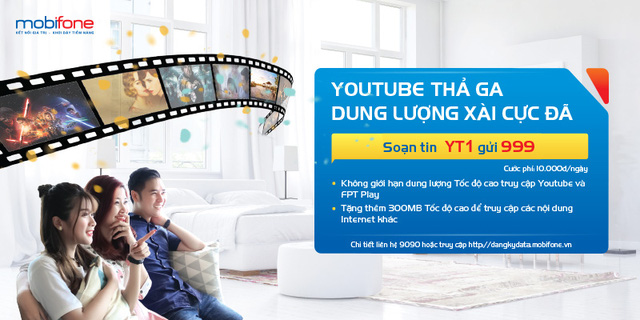 mobifone
KẾT NỐI GIÁ TRỊ - KHƠI DẬY TIỀM NĂNG
YOUTUBE THẢ GA
DUNG LƯỢNG XÀI CỰC ĐÃ
Soạn tin YT1 gửi 999
Cước phí: 10.000đ/ngày
• Không giới hạn dung lượng Tốc độ cao truy cập Youtube và
FPT Play
• Tặng thêm 300MB Tốc độ cao để truy cập các nội dung
Internet khác
Chi tiết liên hệ 9090 hoặc truy cập http://dangkydata.mobifone.vn